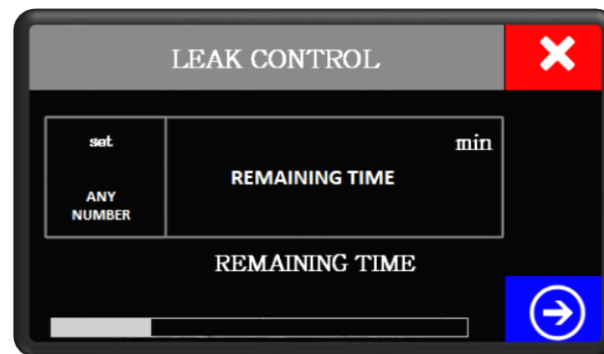 LEAK CONTROL
set
min
REMAINING TIME
ANY
NUMBER
REMAINING TIME